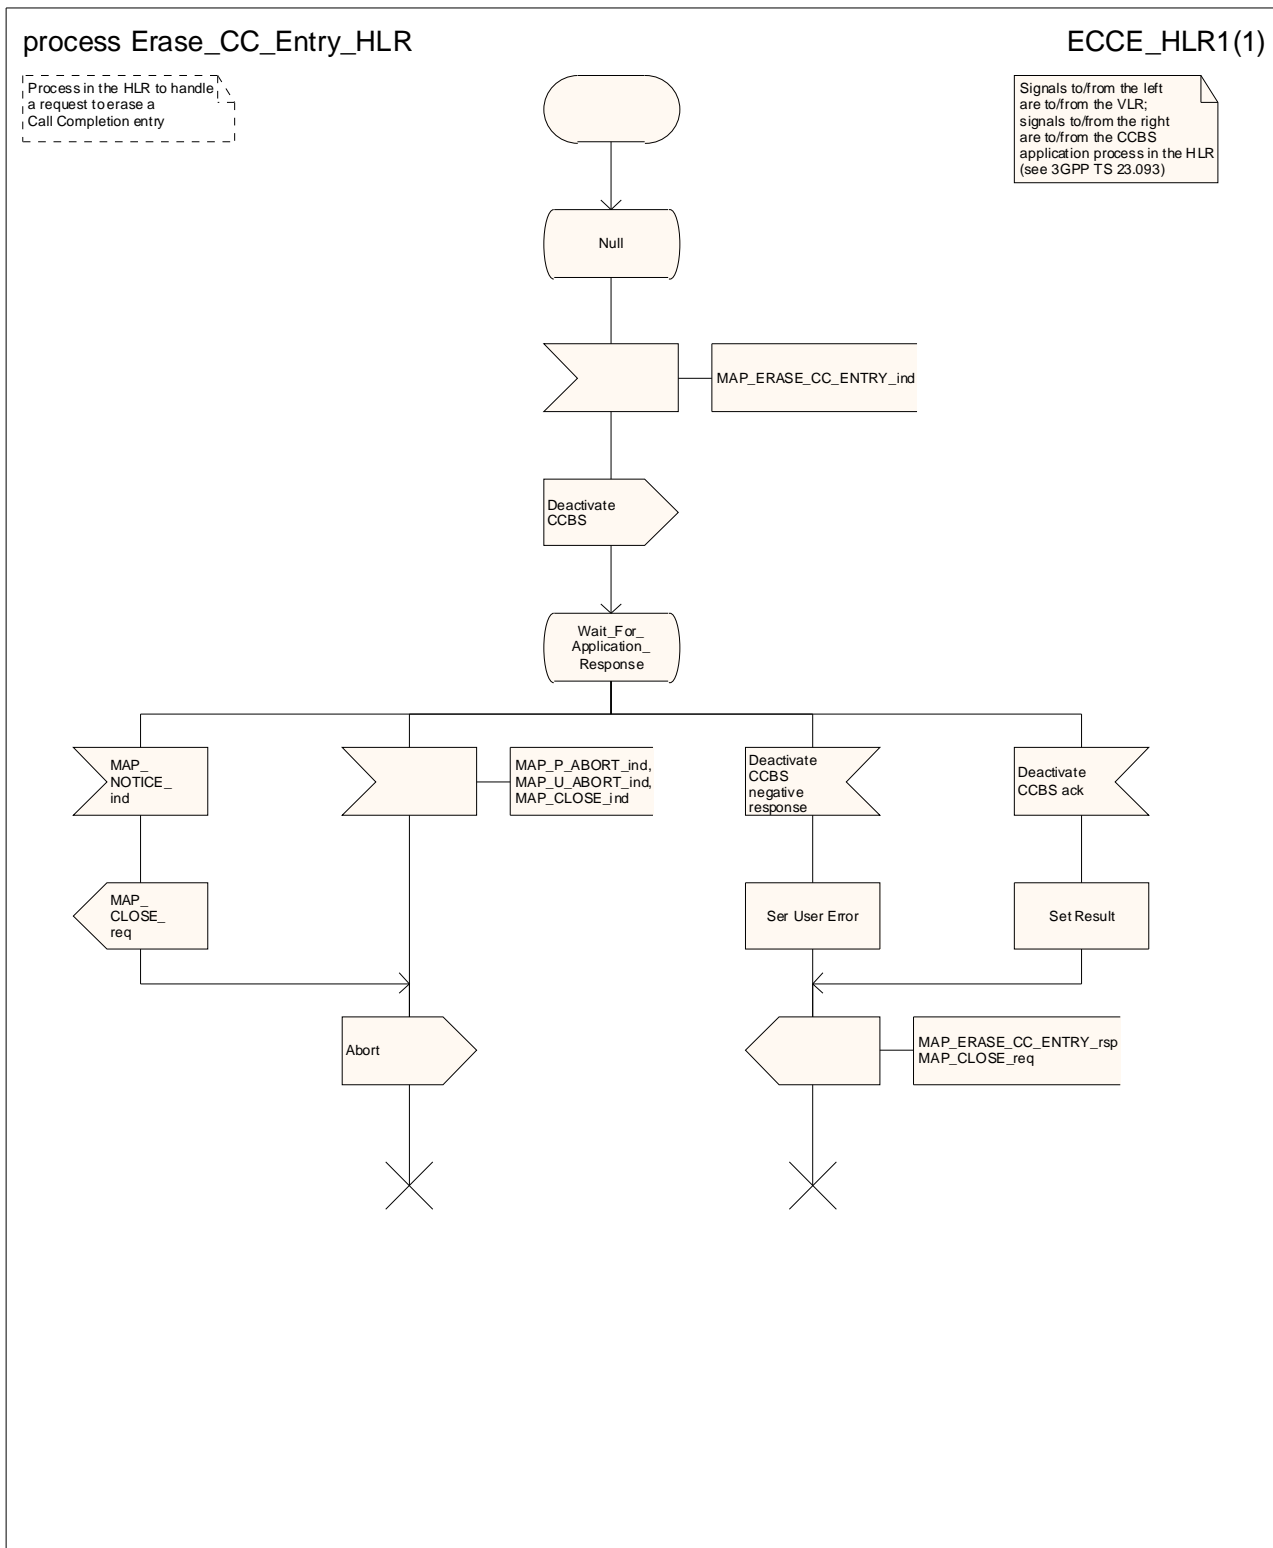 process Erase_CC_Entry_HLR
ECCE_HLR1(1)
Process in the HLR to handle
a request to erase a
Call Completion entry
Signals to/from the left
are to/from the VLR;
signals to/from the right
are to/from the CCBS
application process in the HLR
(see 3GPP TS 23.093)
Null
MAP_ERASE_CC_ENTRY_ind
Deactivate
CCBS
Wait_For_
Application_
Response
MAP_
NOTICE_
ind
MAP_P_ABORT_ind,
MAP_U_ABORT_ind,
MAP_CLOSE_ind
Deactivate
CCBS
negative
response
Deactivate
CCBS ack
MAP_
CLOSE_
req
Ser User Error
Set Result
Abort
MAP_ERASE_CC_ENTRY_rsp
MAP_CLOSE_req